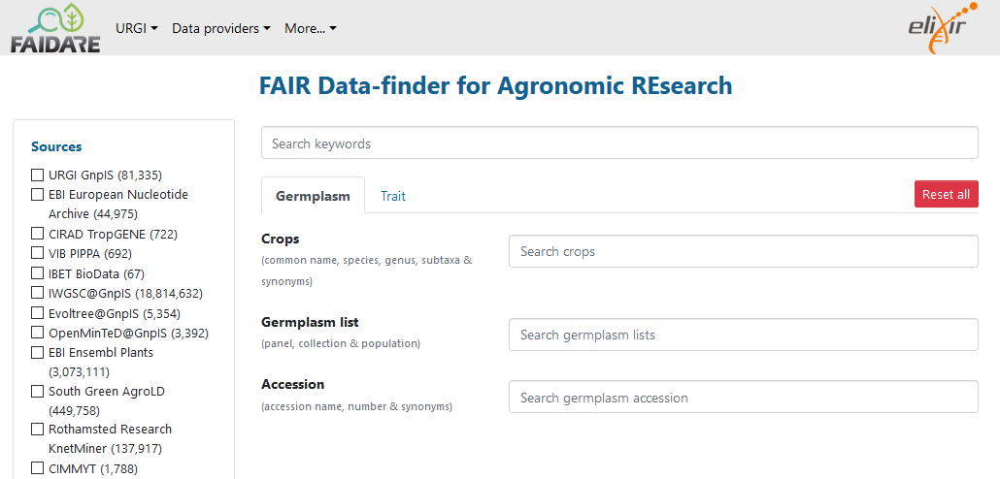 FAIDARE
URGI
Data providers
More...
elixir
FAIR Data-finder for Agronomic REsearch
Sources
URGI GnpIS (81,335)
EBI European Nucleotide
Archive (44,975)
CIRAD TropGENE (722)
VIB PIPPA (692)
IBET BioData (67)
IWGSC@GnpIS (18,814,632)
Evoltree@GnpIS (5,354)
OpenMinTeD@GnpIS (3,392)
EBI Ensembl Plants
(3,073,111)
South Green AgroLD
(449,758)
Rothamsted Research
KnetMiner (137,917)
CIMMYT (1,788)
Search keywords
Germplasm
Trait
Reset all
Crops
(common name, species, genus, subtaxa &
synonyms)
Search crops
Germplasm list
(panel, collection & population)
Search germplasm lists
Accession
(accession name, number & synonyms)
Search germplasm accession